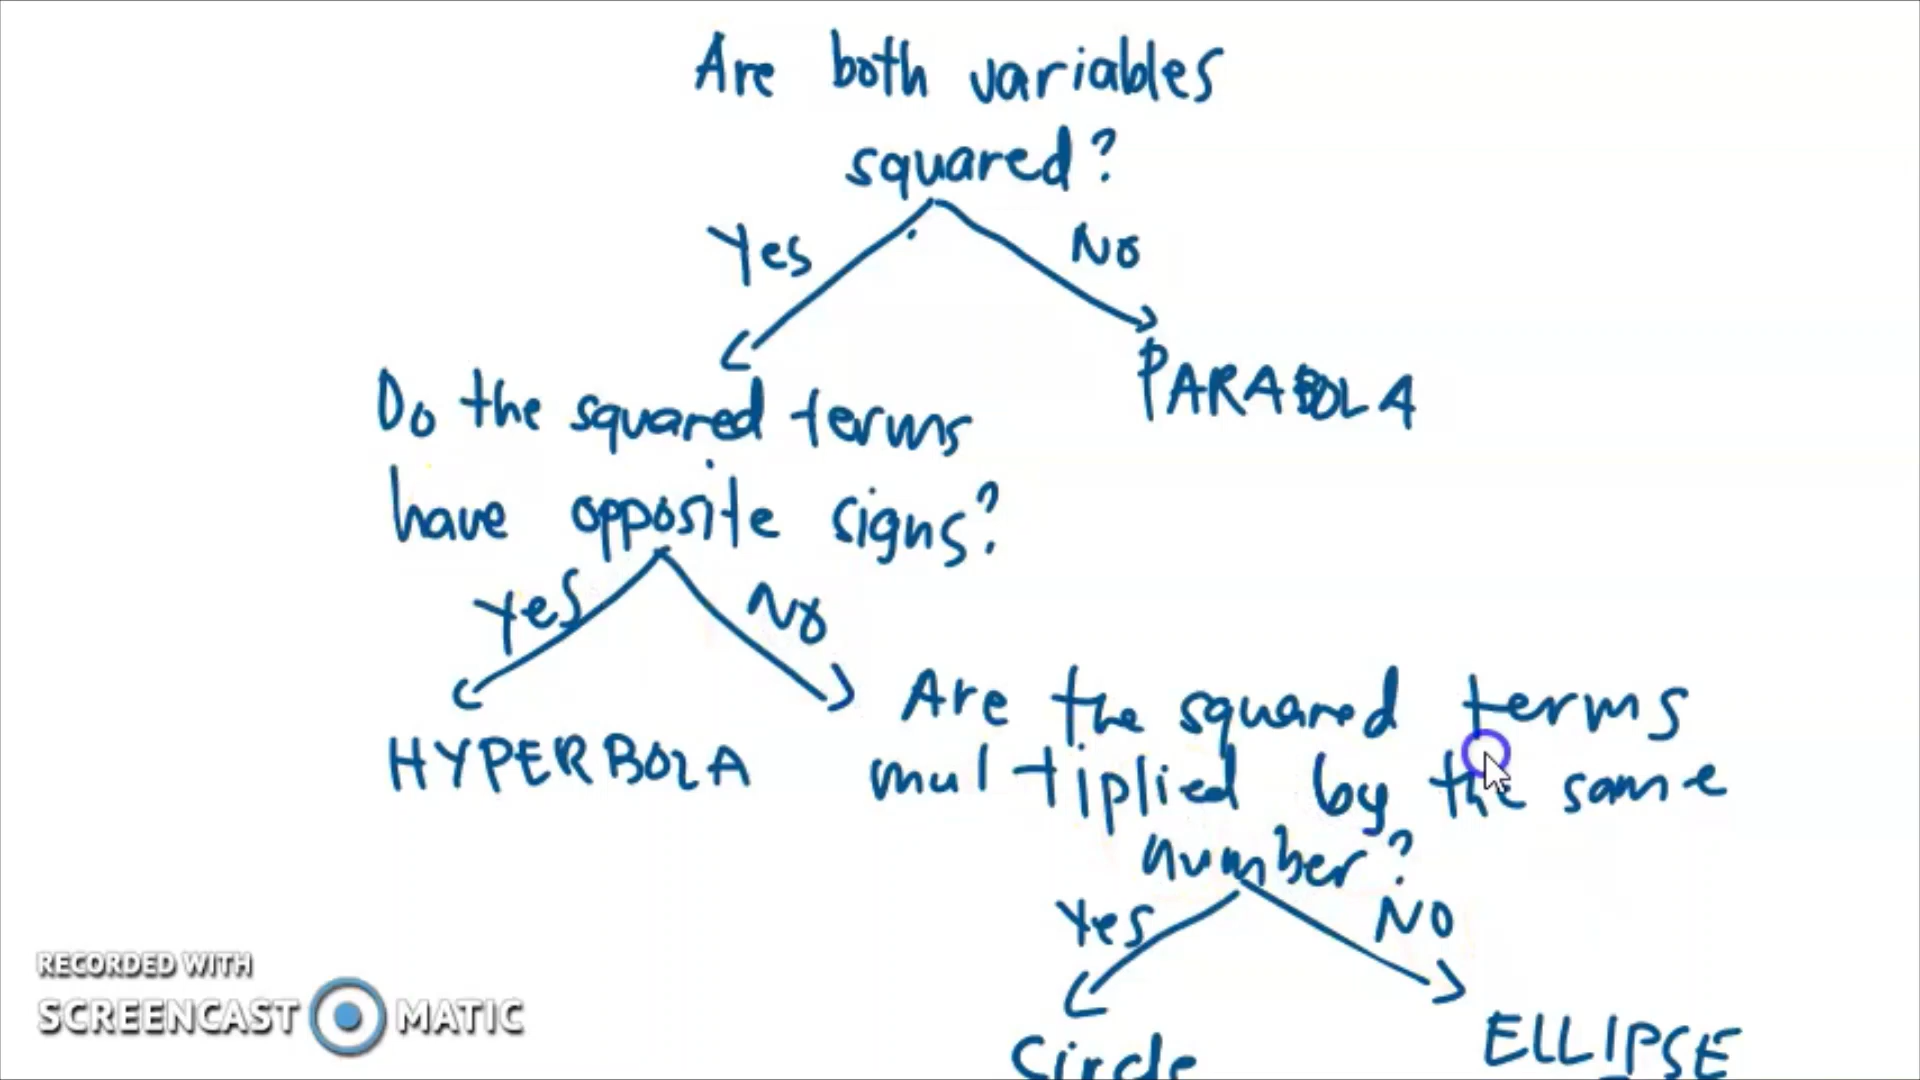 Are both variables
squared?
Yes
No
PARABOLA
Do the squared terms
have opposite signs?
Yes
No
HYPERBOLA
Are the squared terms
multiplied by the same
number?
Yes
NO
Circle
ELLIPSE
RECORDED WITH
SCREENCAST MATIC